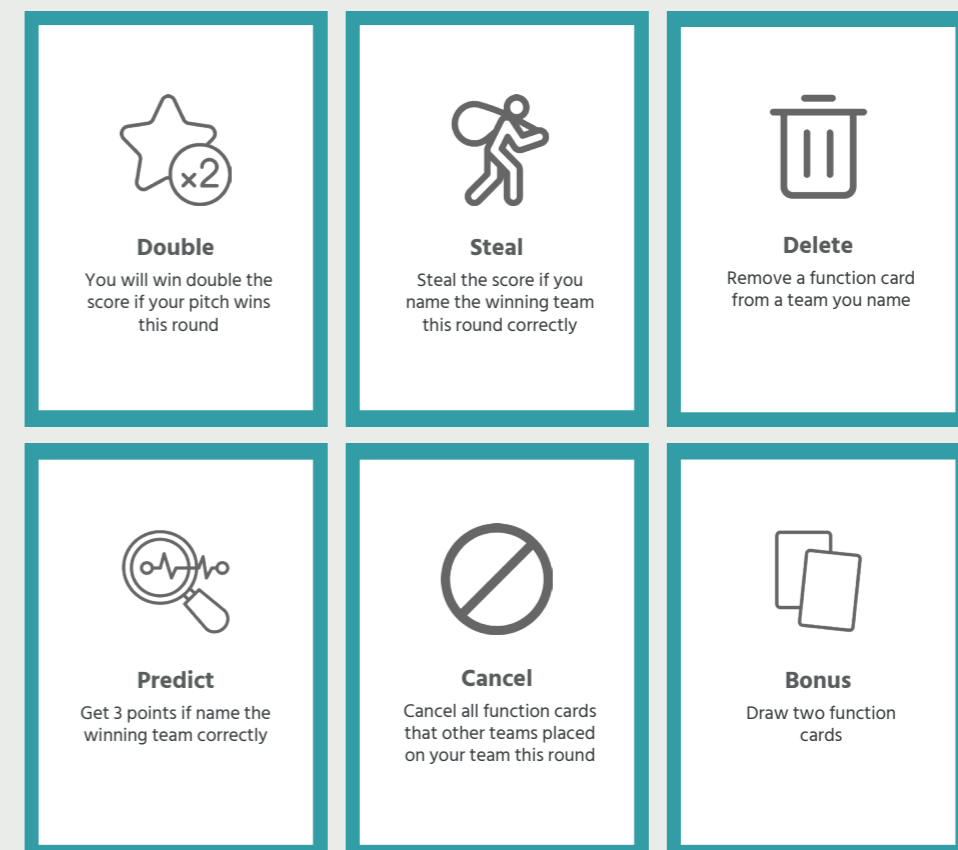 x2
Double
You will win double the
score if your pitch wins
this round
Steal
Steal the score if you
name the winning team
this round correctly
Delete
Remove a function card
from a team you name
Predict
Get 3 points if name the
winning team correctly
Cancel
Cancel all function cards
that other teams placed
on your team this round
Bonus
Draw two function
cards